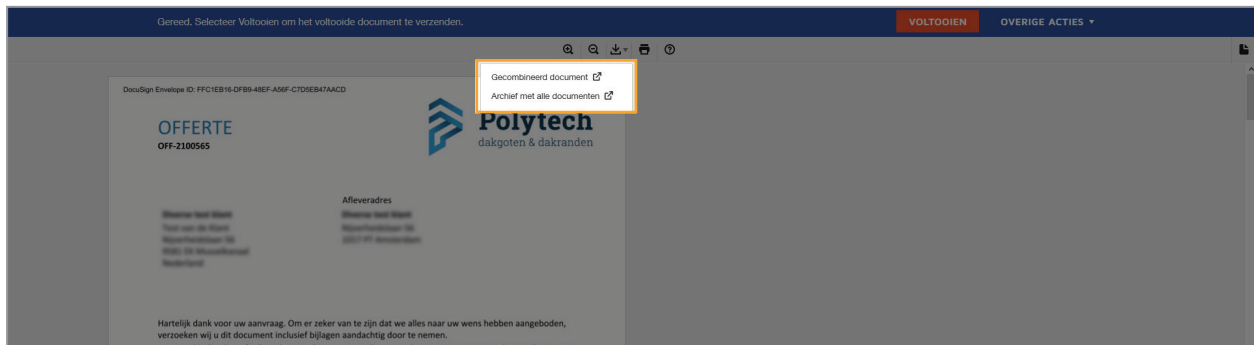 Gereed. Selecteer Voltooien om het voltooide document te verzenden.
VOLTOOIEN
OVERIGE ACTIES
Gecombineerd document
Archief met alle documenten
DocuSign Envelope ID: FFC1EB16-DFB9-48EF-A56F-C7D5EB47AACD
OFFERTE
OFF-2100565
Polytech
dakgoten & dakranden
Afleveradres
Hartelijk dank voor uw aanvraag. Om er zeker van te zijn dat we alles naar uw wens hebben aangeboden,
verzoeken wij u dit document inclusief bijlagen aandachtig door te nemen.